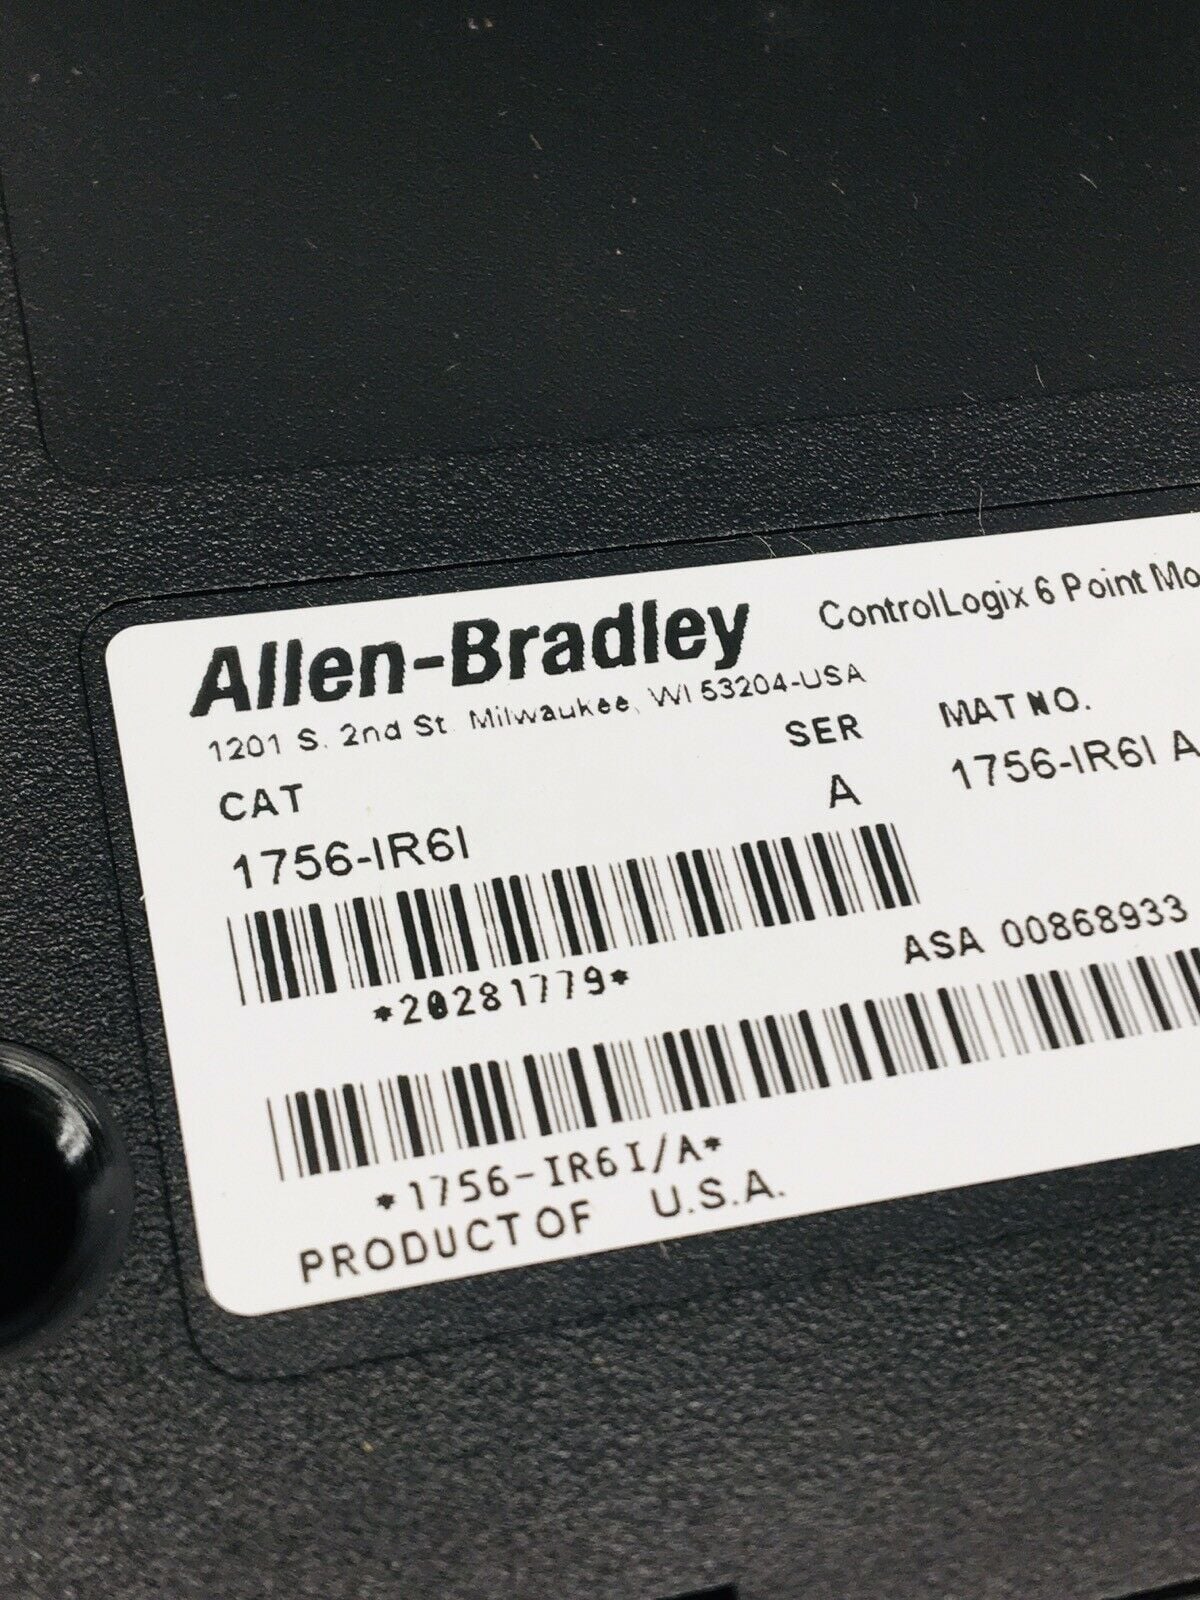 Allen-Bradley ControlLogix 6 Point Mo
1201 S. 2nd St. Milwaukee, WI 53204-USA
CAT SER MAT NO.
1756-IR6I A 1756-IR6I A
*20281779* ASA 00868933
*1756-IR6I/A*
PRODUCT OF U.S.A.